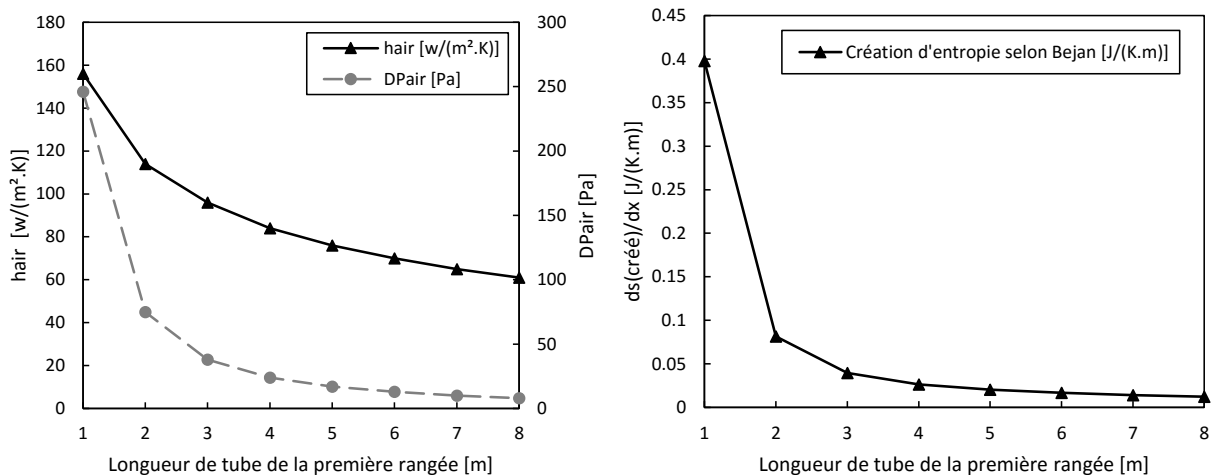 180
160
140
120
100
80
60
40
20
0
hair [w/(m².K)]
300
250
200
150
100
50
0
DPair [Pa]
hair [w/(m².K)]
DPair [Pa]
1 2 3 4 5 6 7 8
Longueur de tube de la première rangée [m]
0.45
0.4
0.35
0.3
0.25
0.2
0.15
0.1
0.05
0
ds(créé)/dx [J/(K.m)]
Création d'entropie selon Bejan [J/(K.m)]
1 2 3 4 5 6 7 8
Longueur de tube de la première rangée [m]